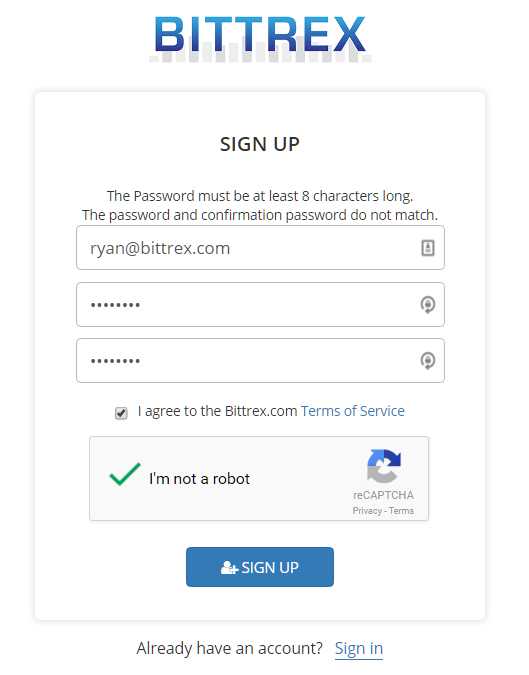 BITTREX
SIGN UP
The Password must be at least 8 characters long.
The password and confirmation password do not match.
ryan@bittrex.com
••••••••
••••••••
I agree to the Bittrex.com Terms of Service
I'm not a robot
reCAPTCHA
Privacy - Terms
SIGN UP
Already have an account? Sign in